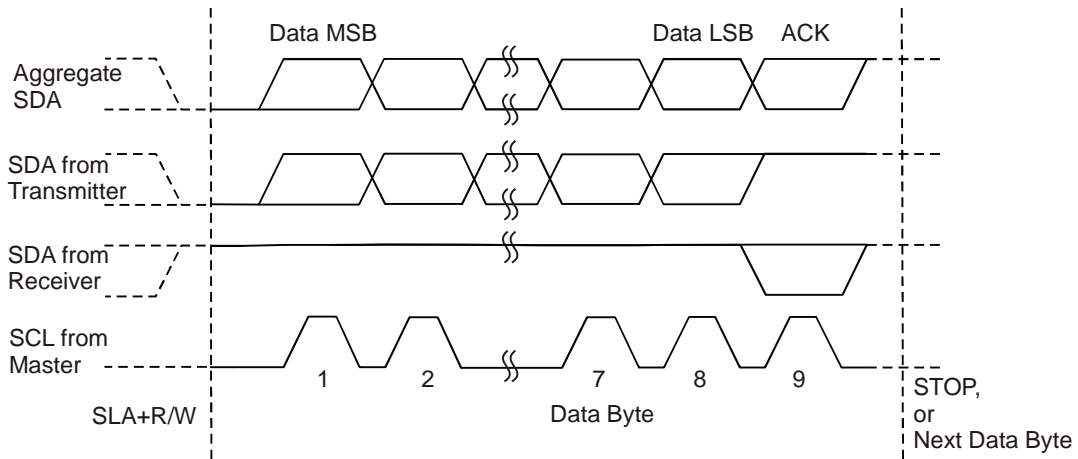 Data MSB
Data LSB
ACK
Aggregate
SDA
SDA from
Transmitter
SDA from
Receiver
SCL from
Master
1
2
7
8
9
SLA+R/W
Data Byte
STOP,
or
Next Data Byte